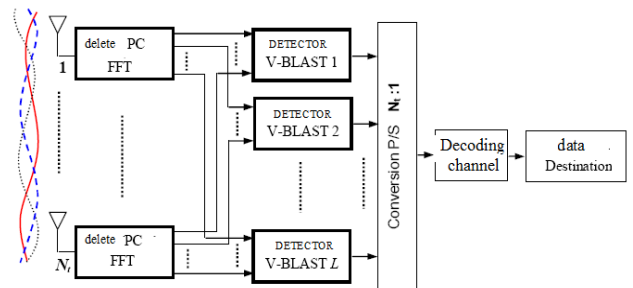 delete PC
FFT
1
DETECTOR
V-BLAST 1
DETECTOR
V-BLAST 2
Conversion P/S Nt :1
Decoding
channel
data
Destination
delete PC
FFT
Nt
DETECTOR
V-BLAST L